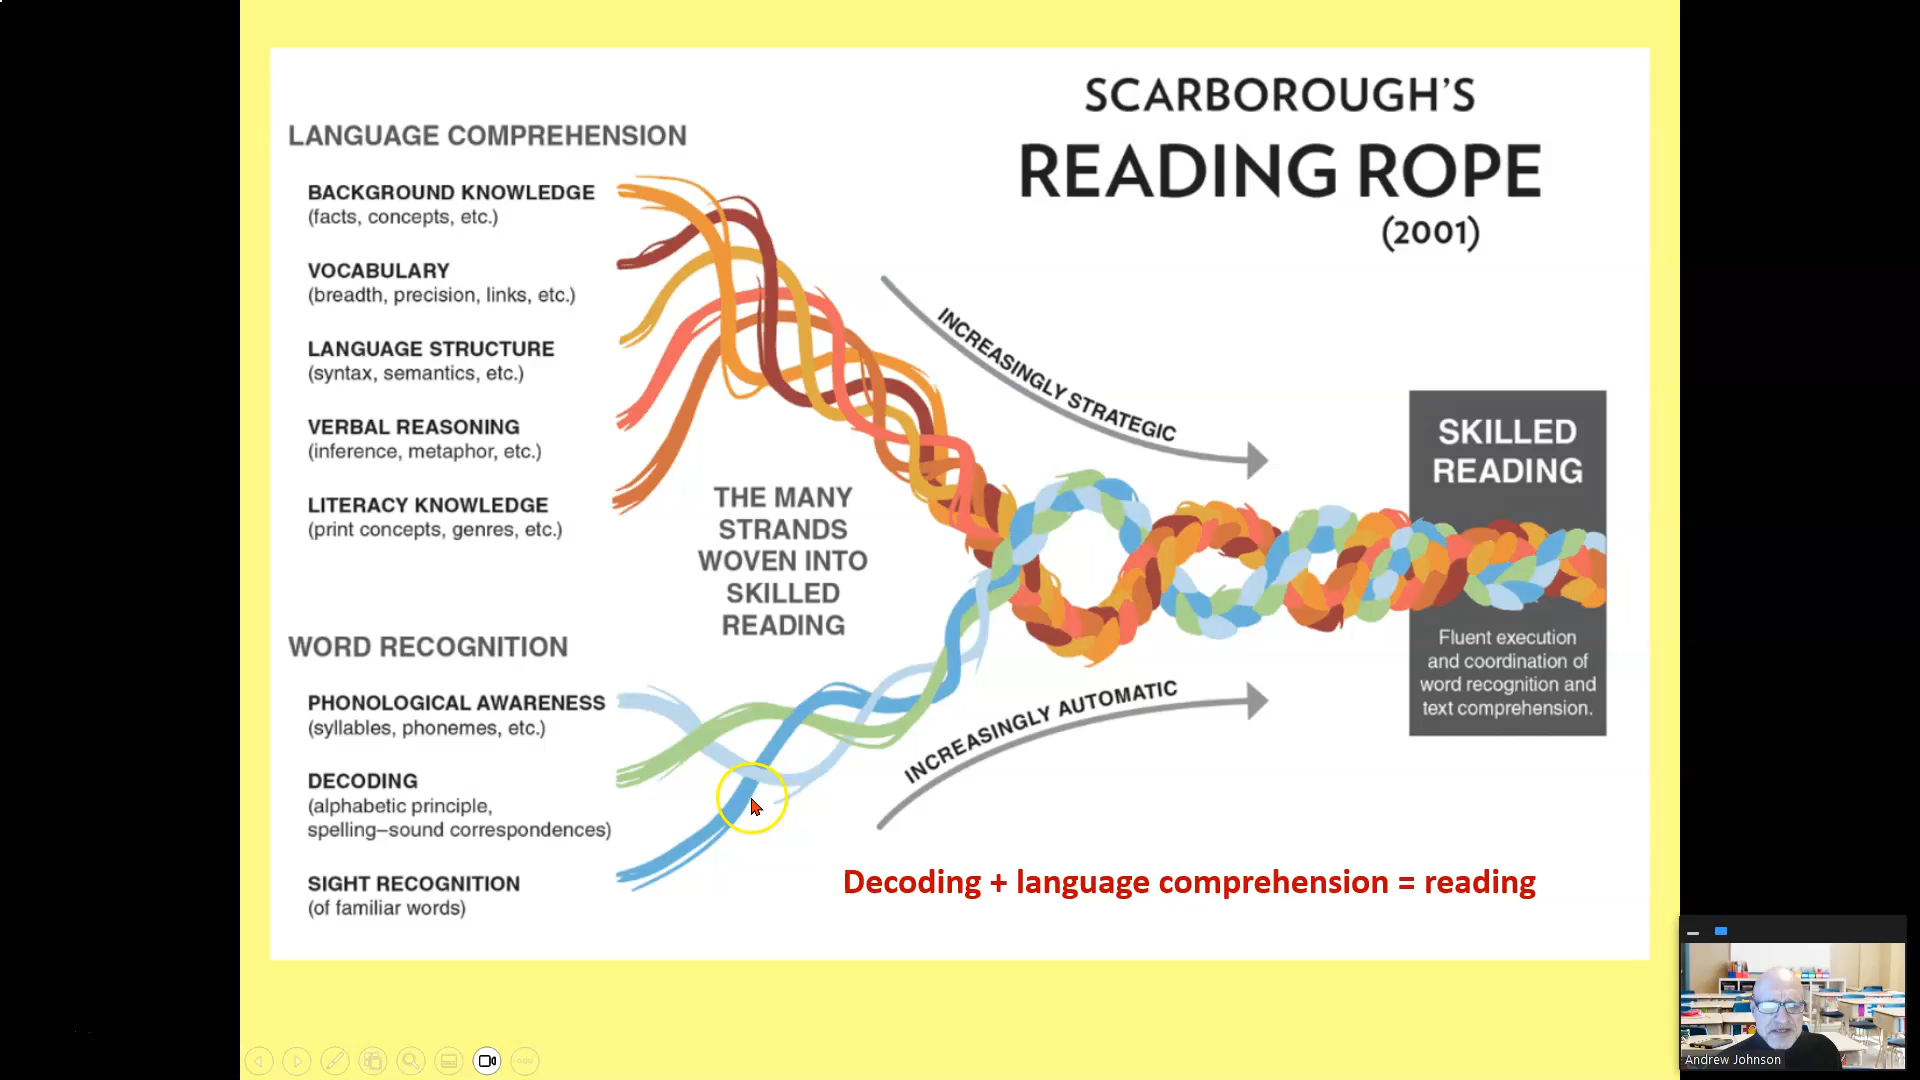 SCARBOROUGH'S
READING ROPE
(2001)
LANGUAGE COMPREHENSION
BACKGROUND KNOWLEDGE
(facts, concepts, etc.)
VOCABULARY
(breadth, precision, links, etc.)
LANGUAGE STRUCTURE
(syntax, semantics, etc.)
VERBAL REASONING
(inference, metaphor, etc.)
LITERACY KNOWLEDGE
(print concepts, genres, etc.)
THE MANY
STRANDS
WOVEN INTO
SKILLED
READING
WORD RECOGNITION
PHONOLOGICAL AWARENESS
(syllables, phonemes, etc.)
DECODING
(alphabetic principle,
spelling–sound correspondences)
SIGHT RECOGNITION
(of familiar words)
INCREASINGLY STRATEGIC
INCREASINGLY AUTOMATIC
SKILLED
READING
Fluent execution
and coordination of
word recognition and
text comprehension.
Decoding + language comprehension = reading
Andrew Johnson